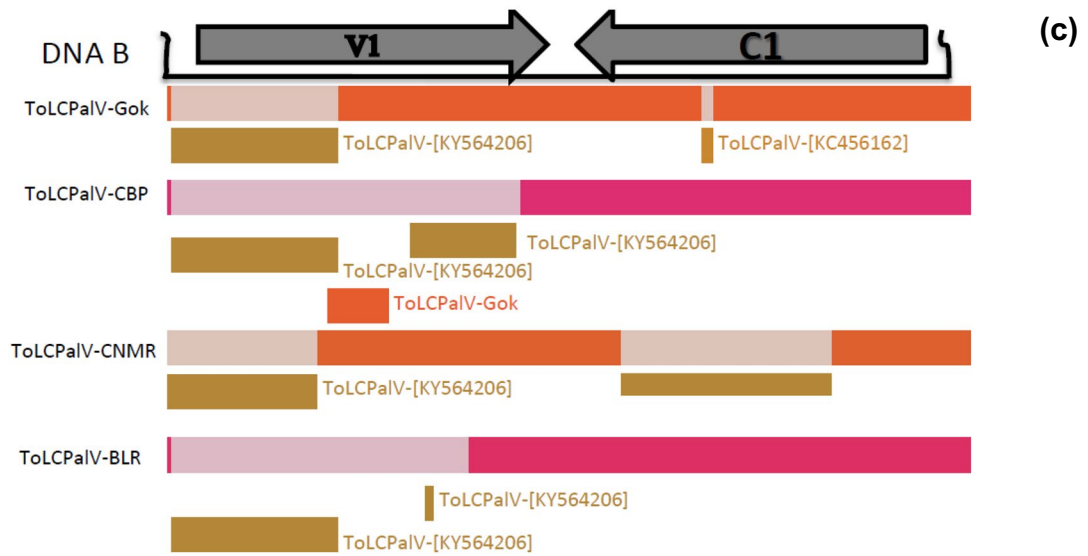 (c)
DNA B
V1
C1
ToLCPalV-Gok
ToLCPalV-[KY564206]
ToLCPalV-[KC456162]
ToLCPalV-CBP
ToLCPalV-[KY564206]
ToLCPalV-[KY564206]
ToLCPalV-Gok
ToLCPalV-CNMR
ToLCPalV-[KY564206]
ToLCPalV-BLR
ToLCPalV-[KY564206]
ToLCPalV-[KY564206]